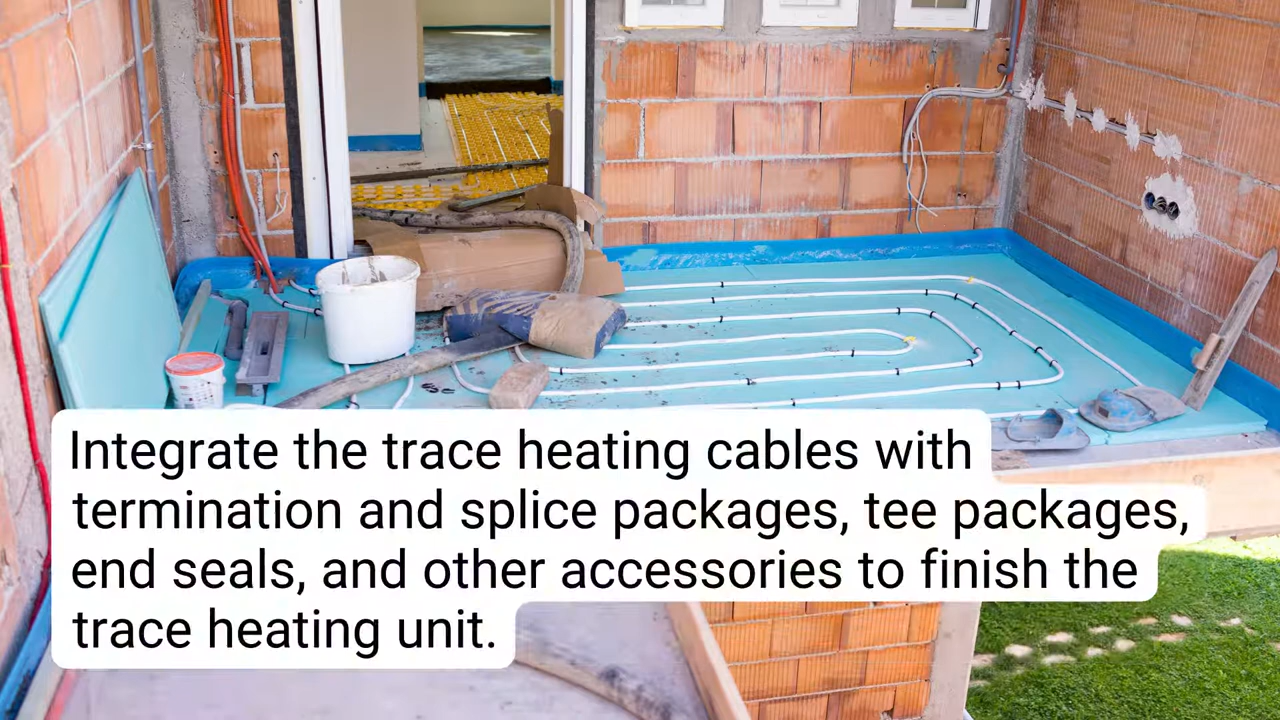 Integrate the trace heating cables with
termination and splice packages, tee packages,
end seals, and other accessories to finish the
trace heating unit.